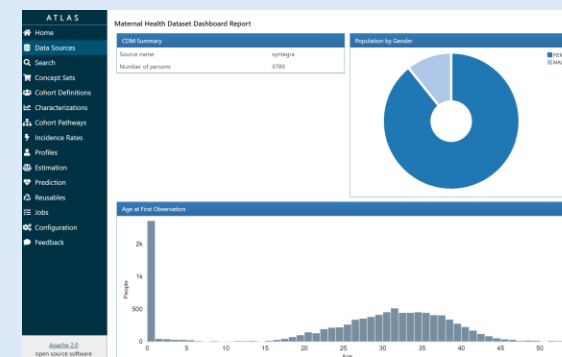 ATLAS
Home
Data Sources
Search
Concept Sets
Cohort Definitions
Characterizations
Cohort Pathways
Incidence Rates
Profiles
Estimation
Prediction
Reusables
Jobs
Configuration
Feedback
Apache 2.0
open source software
Maternal Health Dataset Dashboard Report
CDM Summary
Source name syntegra
Number of persons 9789
Population by Gender
FEM
MA
Age at First Observation
People
2k
1k
500
0
0 5 10 15 20 25 30 35 40 45 50
Age